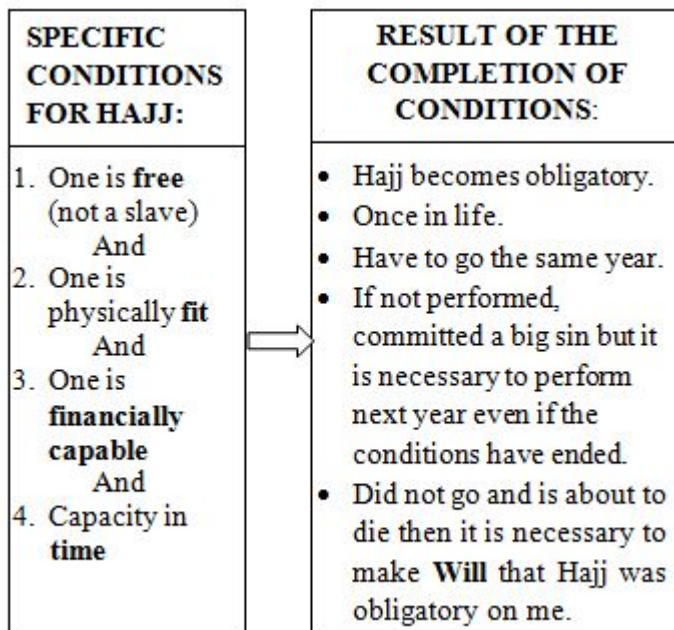 SPECIFIC
CONDITIONS
FOR HAJJ:
1. One is free
(not a slave)
And
2. One is
physically fit
And
3. One is
financially
capable
And
4. Capacity in
time
RESULT OF THE
COMPLETION OF
CONDITIONS:
• Hajj becomes obligatory.
• Once in life.
• Have to go the same year.
• If not performed,
committed a big sin but it
is necessary to perform
next year even if the
conditions have ended.
• Did not go and is about to
die then it is necessary to
make Will that Hajj was
obligatory on me.